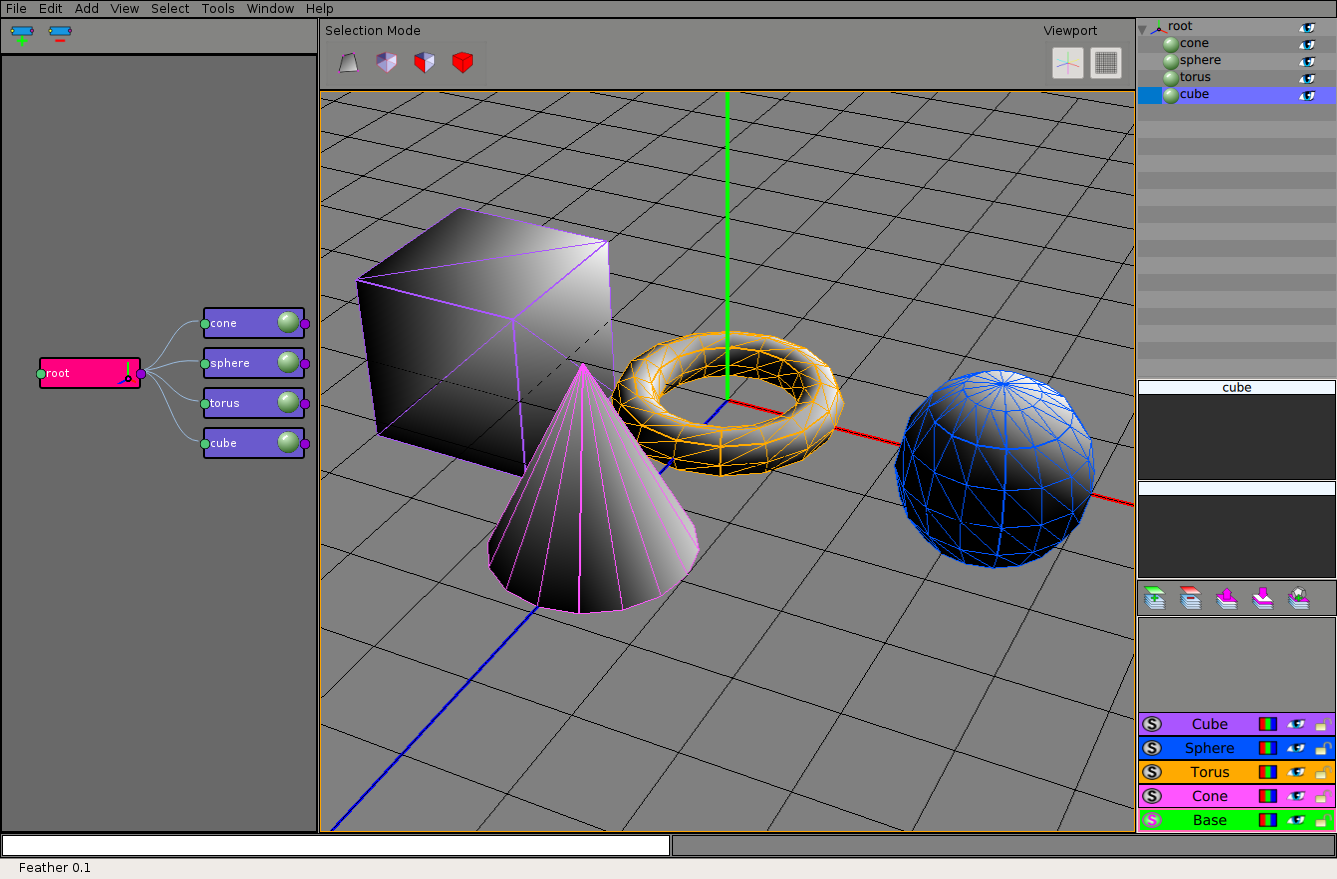 File Edit Add View Select Tools Window Help
Selection Mode
Viewport
root
cone
sphere
torus
cube
root
cone
sphere
torus
cube
cube
S Cube
S Sphere
S Torus
S Cone
S Base
Feather 0.1